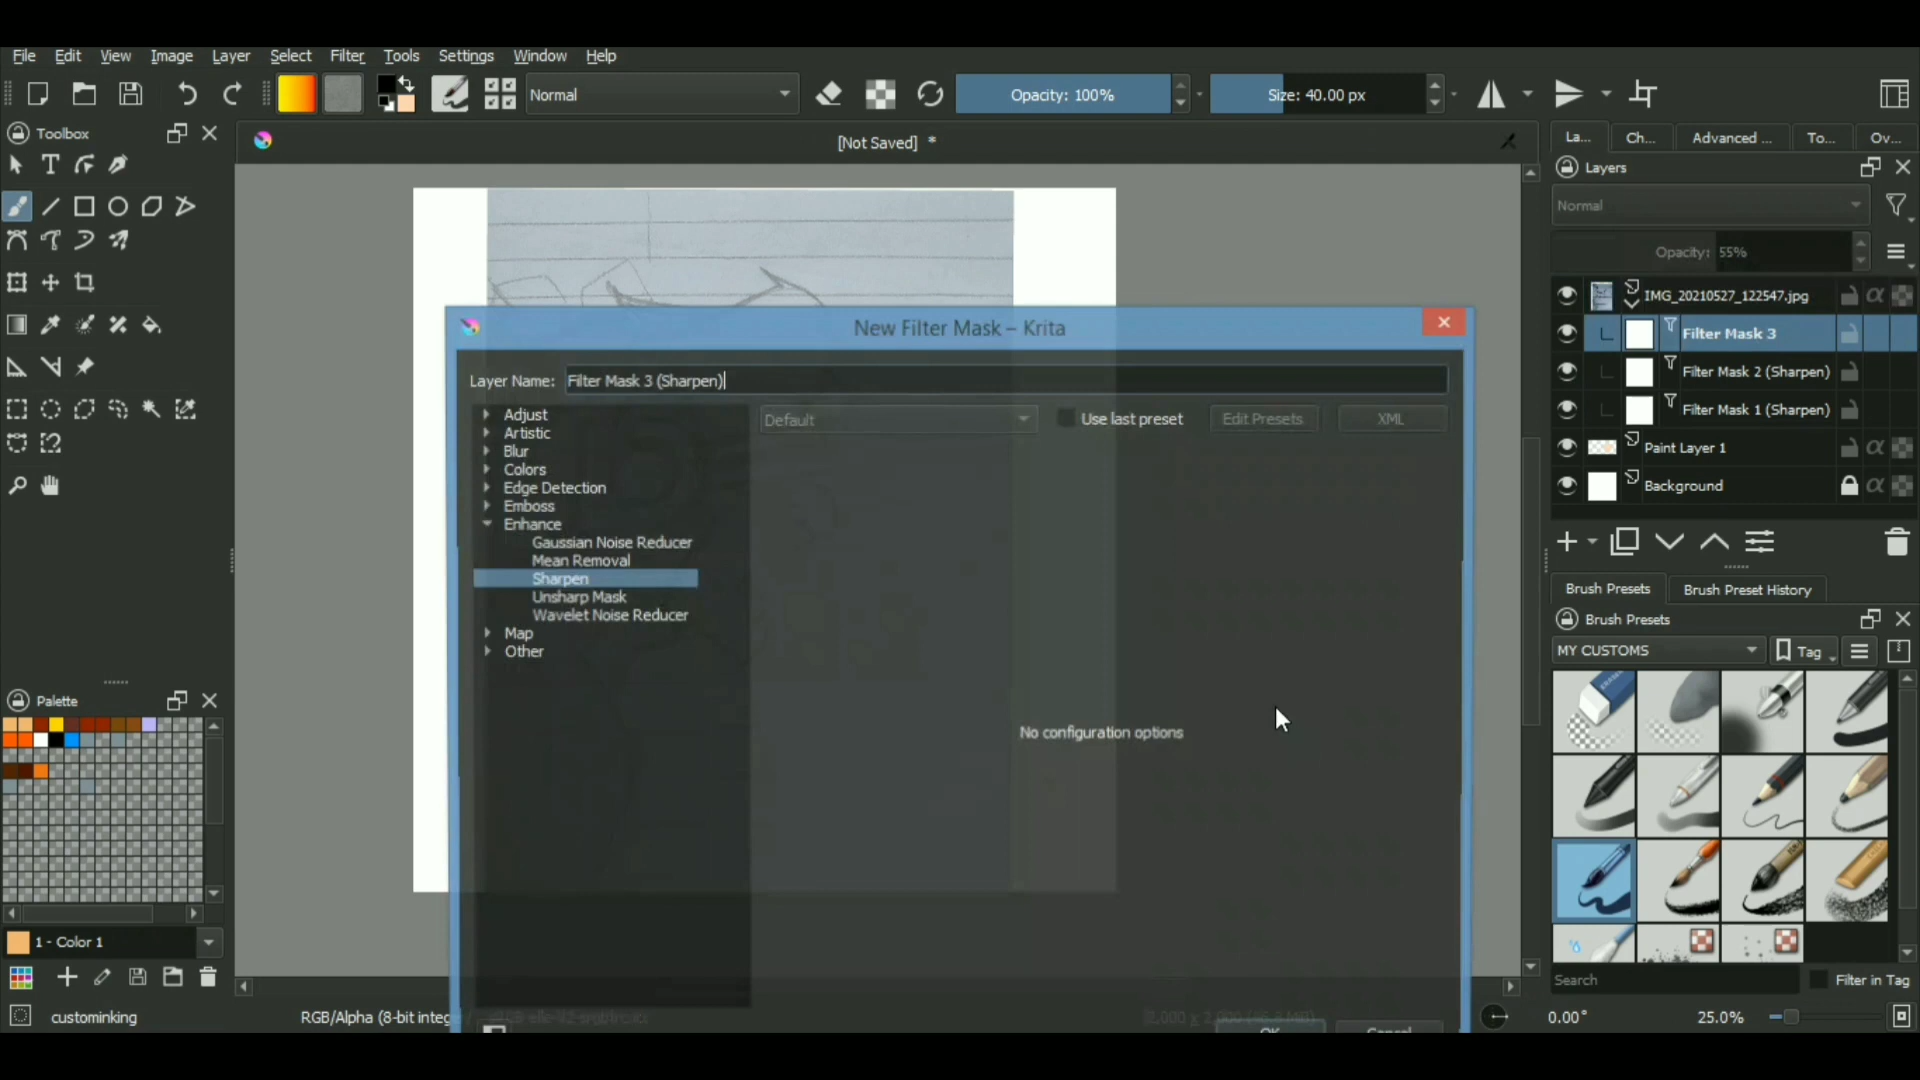 File Edit View Image Layer Select Filter Tools Settings Window Help
Normal Opacity: 100% Size: 40.00 px
Toolbox
[Not Saved] *
La... Ch... Advanced ... To... Ov...
Layers
Normal
Opacity: 55%
IMG_20210527_122547.jpg
Filter Mask 3
Filter Mask 2 (Sharpen)
Filter Mask 1 (Sharpen)
Paint Layer 1
Background
New Filter Mask – Krita
Layer Name: Filter Mask 3 (Sharpen)
Default Use last preset Edit Presets XML
Adjust
Artistic
Blur
Colors
Edge Detection
Emboss
Enhance
Gaussian Noise Reducer
Mean Removal
Sharpen
Unsharp Mask
Wavelet Noise Reducer
Map
Other
No configuration options
OK Cancel
Brush Presets Brush Preset History
Brush Presets
MY CUSTOMS Tag
Search Filter in Tag
Palette
1 - Color 1
customínking RGB/Alpha (8-bit integ 0.00° 25.0%